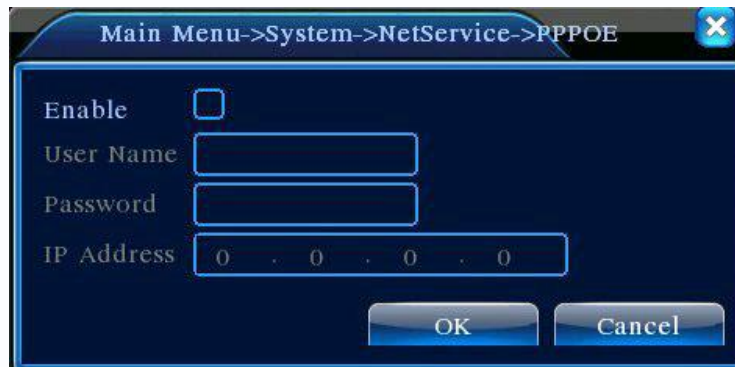 Main Menu->System->NetService->PPPOE
Enable
User Name
Password
IP Address 0 . 0 . 0 . 0
OK Cancel